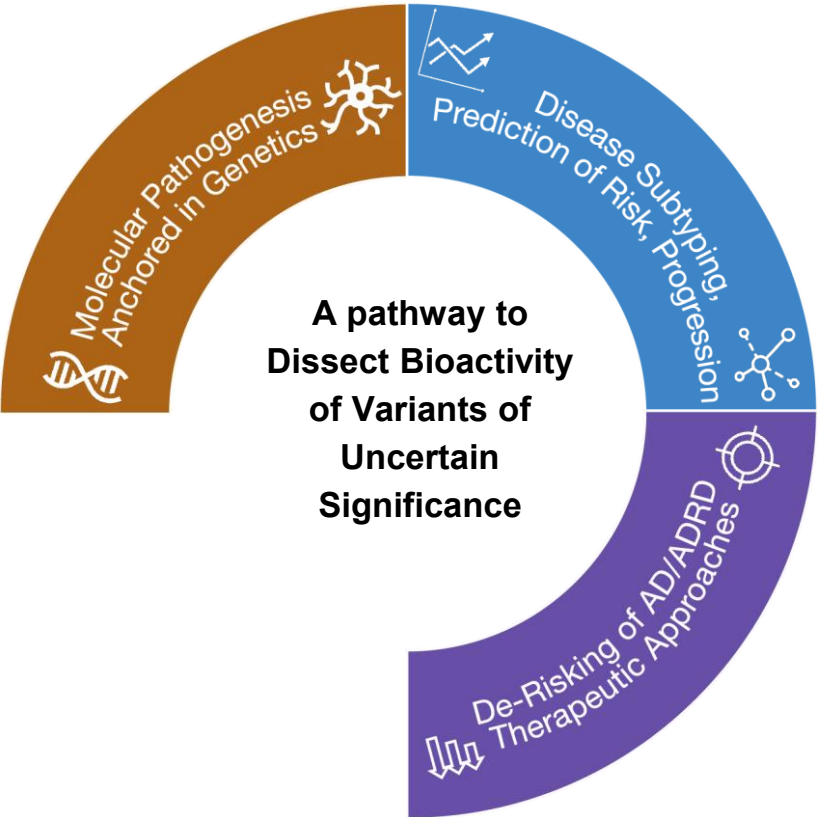 Molecular Pathogenesis
Anchored in Genetics
Disease Subtyping,
Prediction of Risk, Progression
A pathway to
Dissect Bioactivity
of Variants of
Uncertain
Significance
De-Risking of AD/ADRD
Therapeutic Approaches